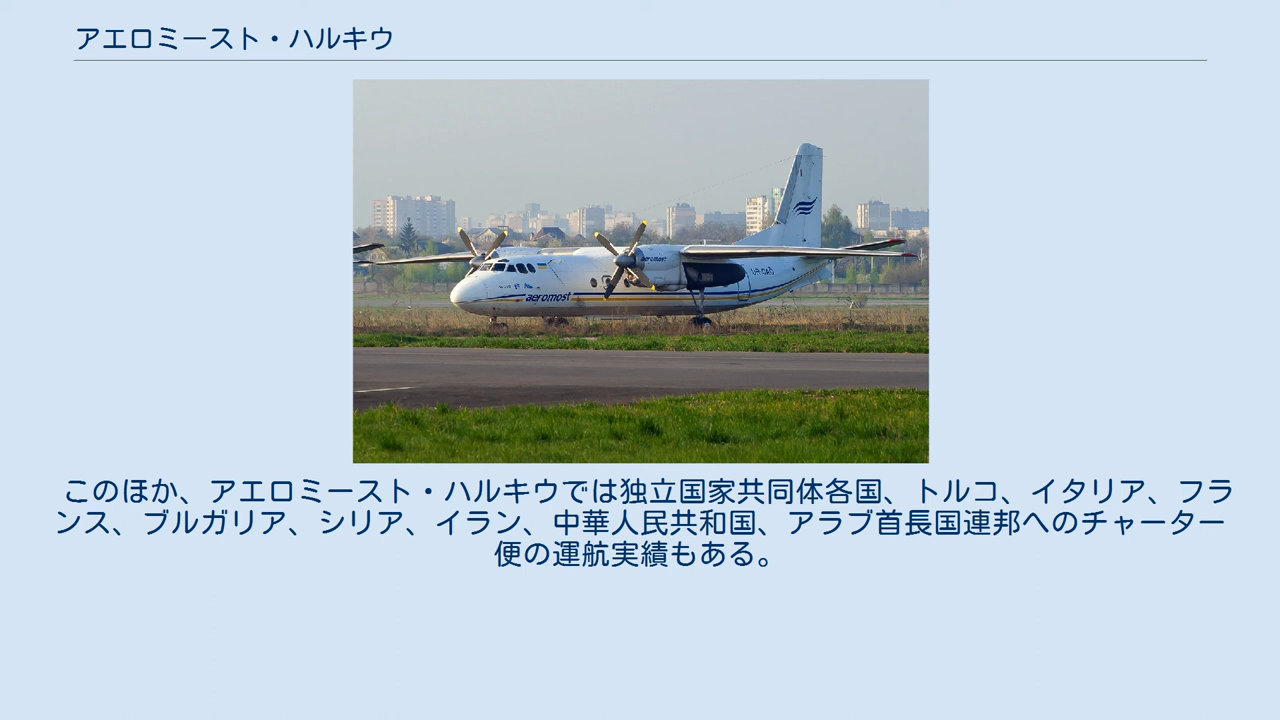 アエロミースト・ハルキウ
aeromost
aeromost
このほか、アエロミースト・ハルキウでは独立国家共同体各国、トルコ、イタリア、フラ
ンス、ブルガリア、シリア、イラン、中華人民共和国、アラブ首長国連邦へのチャーター
便の運航実績もある。